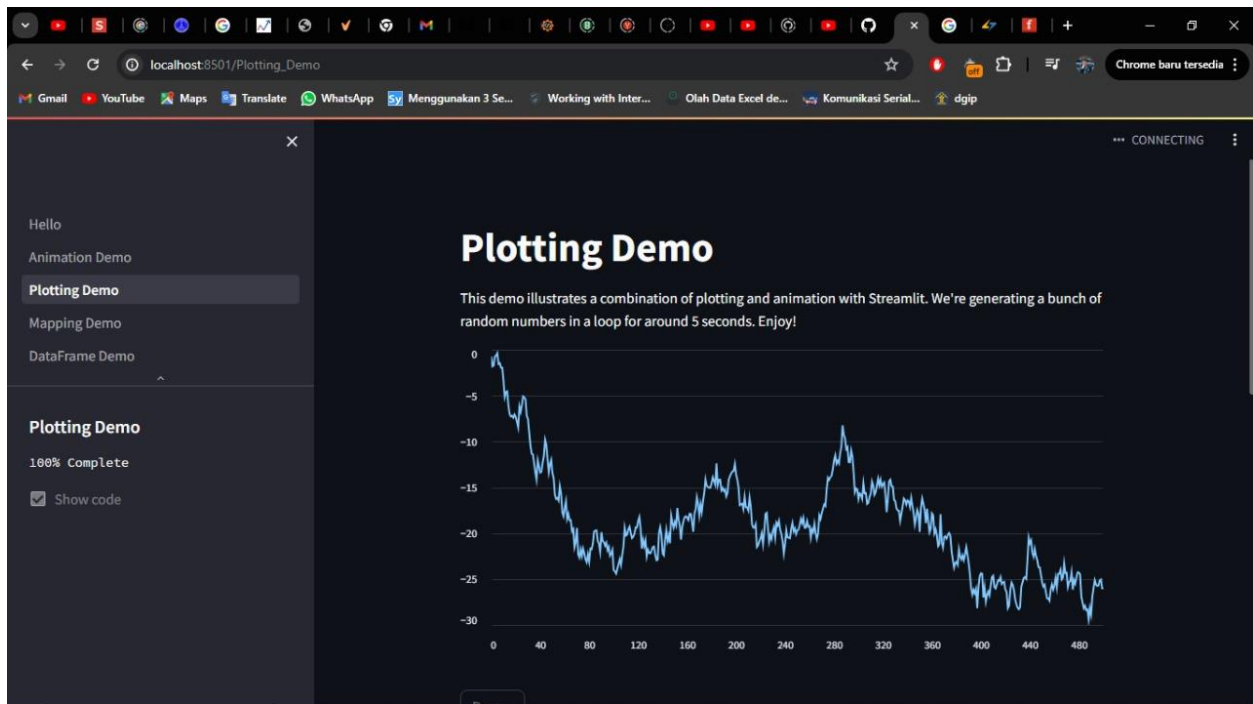 localhost:8501/Plotting_Demo
off
Chrome baru tersedia
Gmail YouTube Maps Translate WhatsApp Sy Menggunakan 3 Se... Working with Inter... Olah Data Excel de... Komunikasi Serial... dgip
CONNECTING
Hello
Animation Demo
Plotting Demo
Mapping Demo
DataFrame Demo
Plotting Demo
100% Complete
Show code
Plotting Demo
This demo illustrates a combination of plotting and animation with Streamlit. We're generating a bunch of
random numbers in a loop for around 5 seconds. Enjoy!
0
−5
−10
−15
−20
−25
−30
0 40 80 120 160 200 240 280 320 360 400 440 480